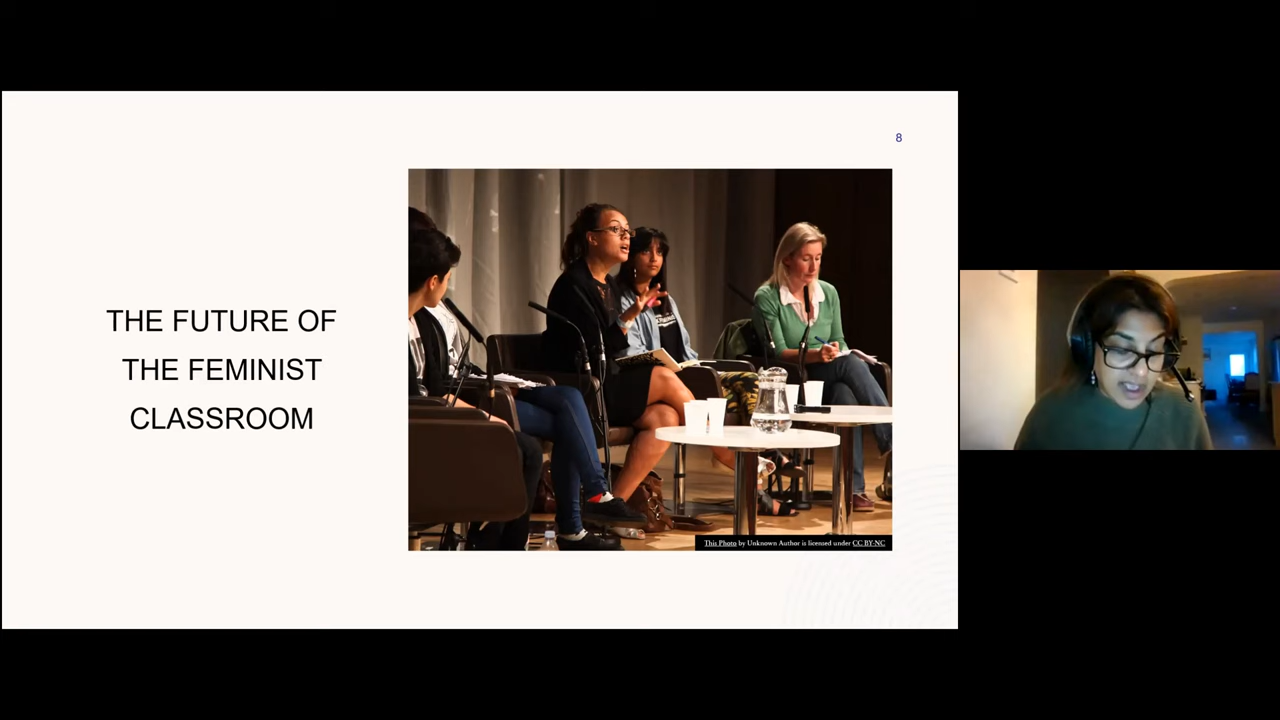 8
THE FUTURE OF
THE FEMINIST
CLASSROOM
This Photo by Unknown Author is licensed under CC BY-NC